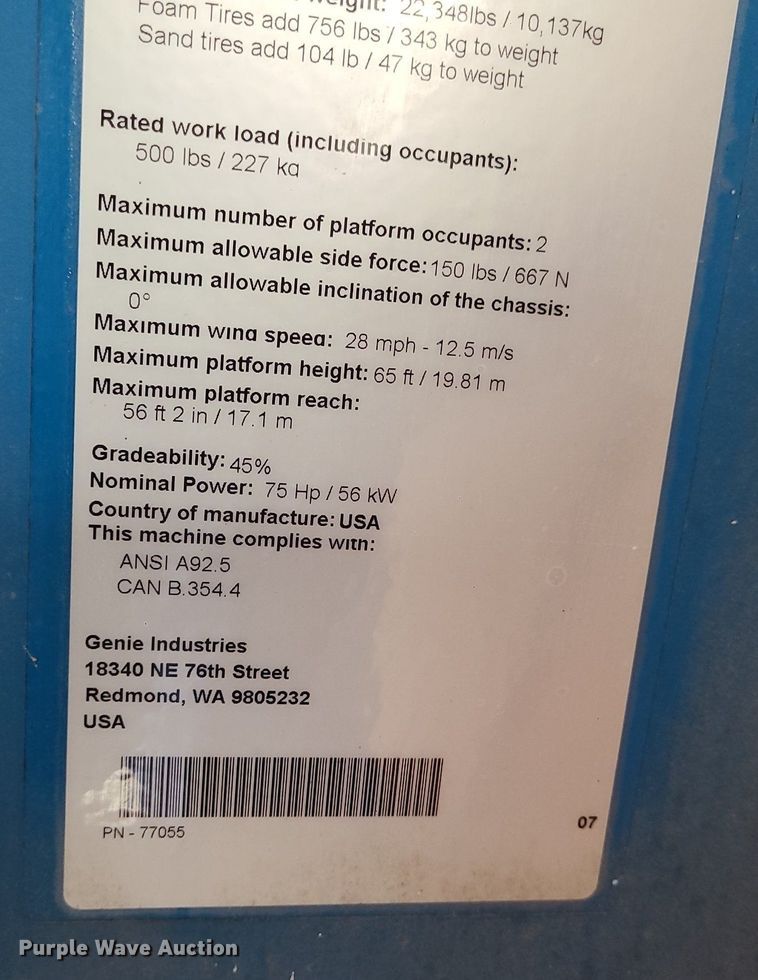 22,348lbs / 10,137kg
Foam Tires add 756 lbs / 343 kg to weight
Sand tires add 104 lb / 47 kg to weight
Rated work load (including occupants):
500 lbs / 227 kg
Maximum number of platform occupants: 2
Maximum allowable side force: 150 lbs / 667 N
Maximum allowable inclination of the chassis:
0°
Maximum wind speed: 28 mph - 12.5 m/s
Maximum platform height: 65 ft / 19.81 m
Maximum platform reach:
56 ft 2 in / 17.1 m
Gradeability: 45%
Nominal Power: 75 Hp / 56 kW
Country of manufacture: USA
This machine complies with:
ANSI A92.5
CAN B.354.4
Genie Industries
18340 NE 76th Street
Redmond, WA 9805232
USA
PN - 77055
07
Purple Wave Auction